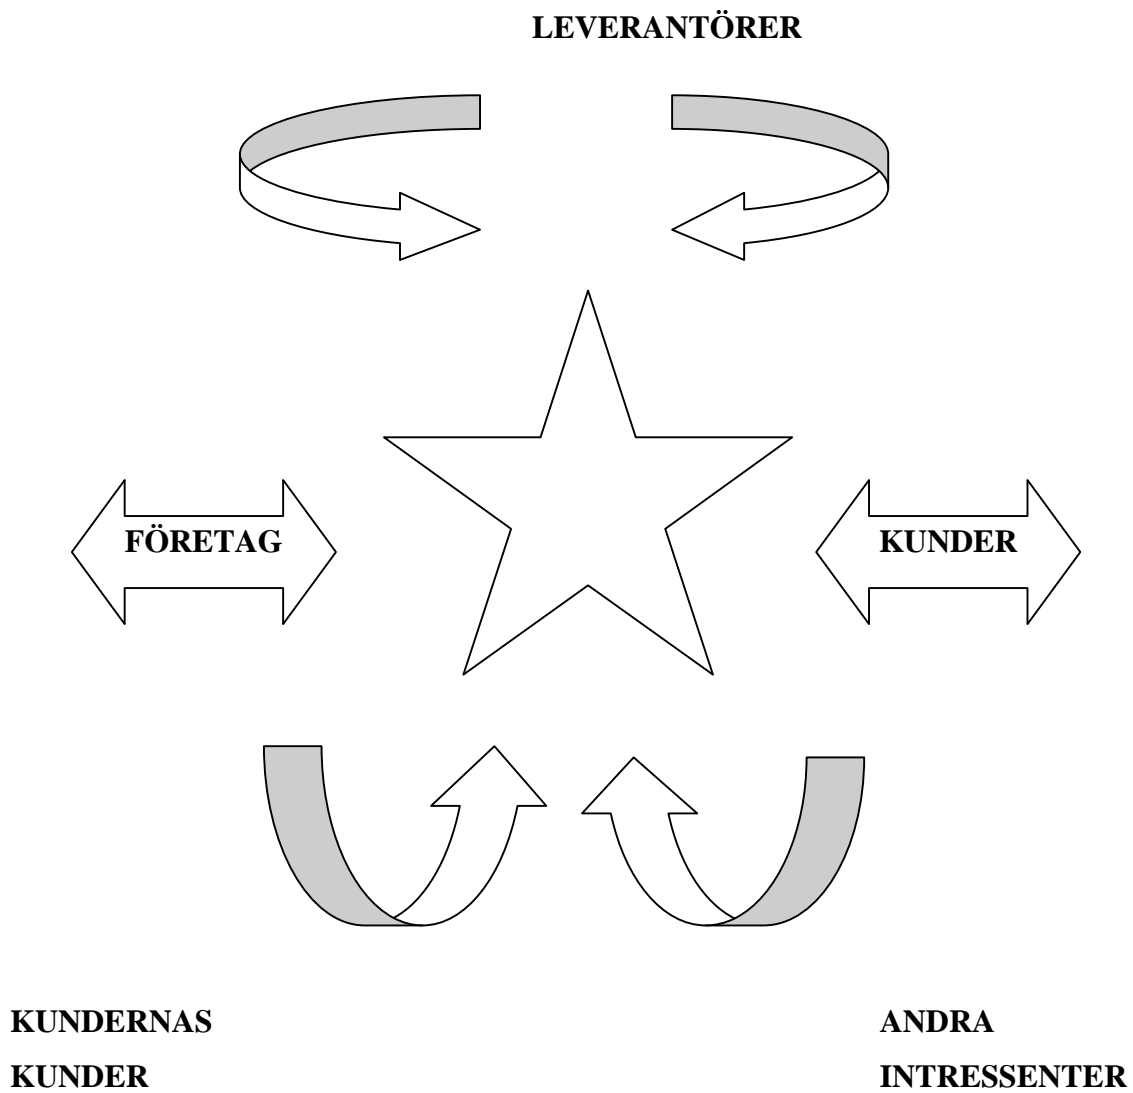 LEVERANTÖRER
FÖRETAG
KUNDER
KUNDERNAS
KUNDER
ANDRA
INTRESSENTER